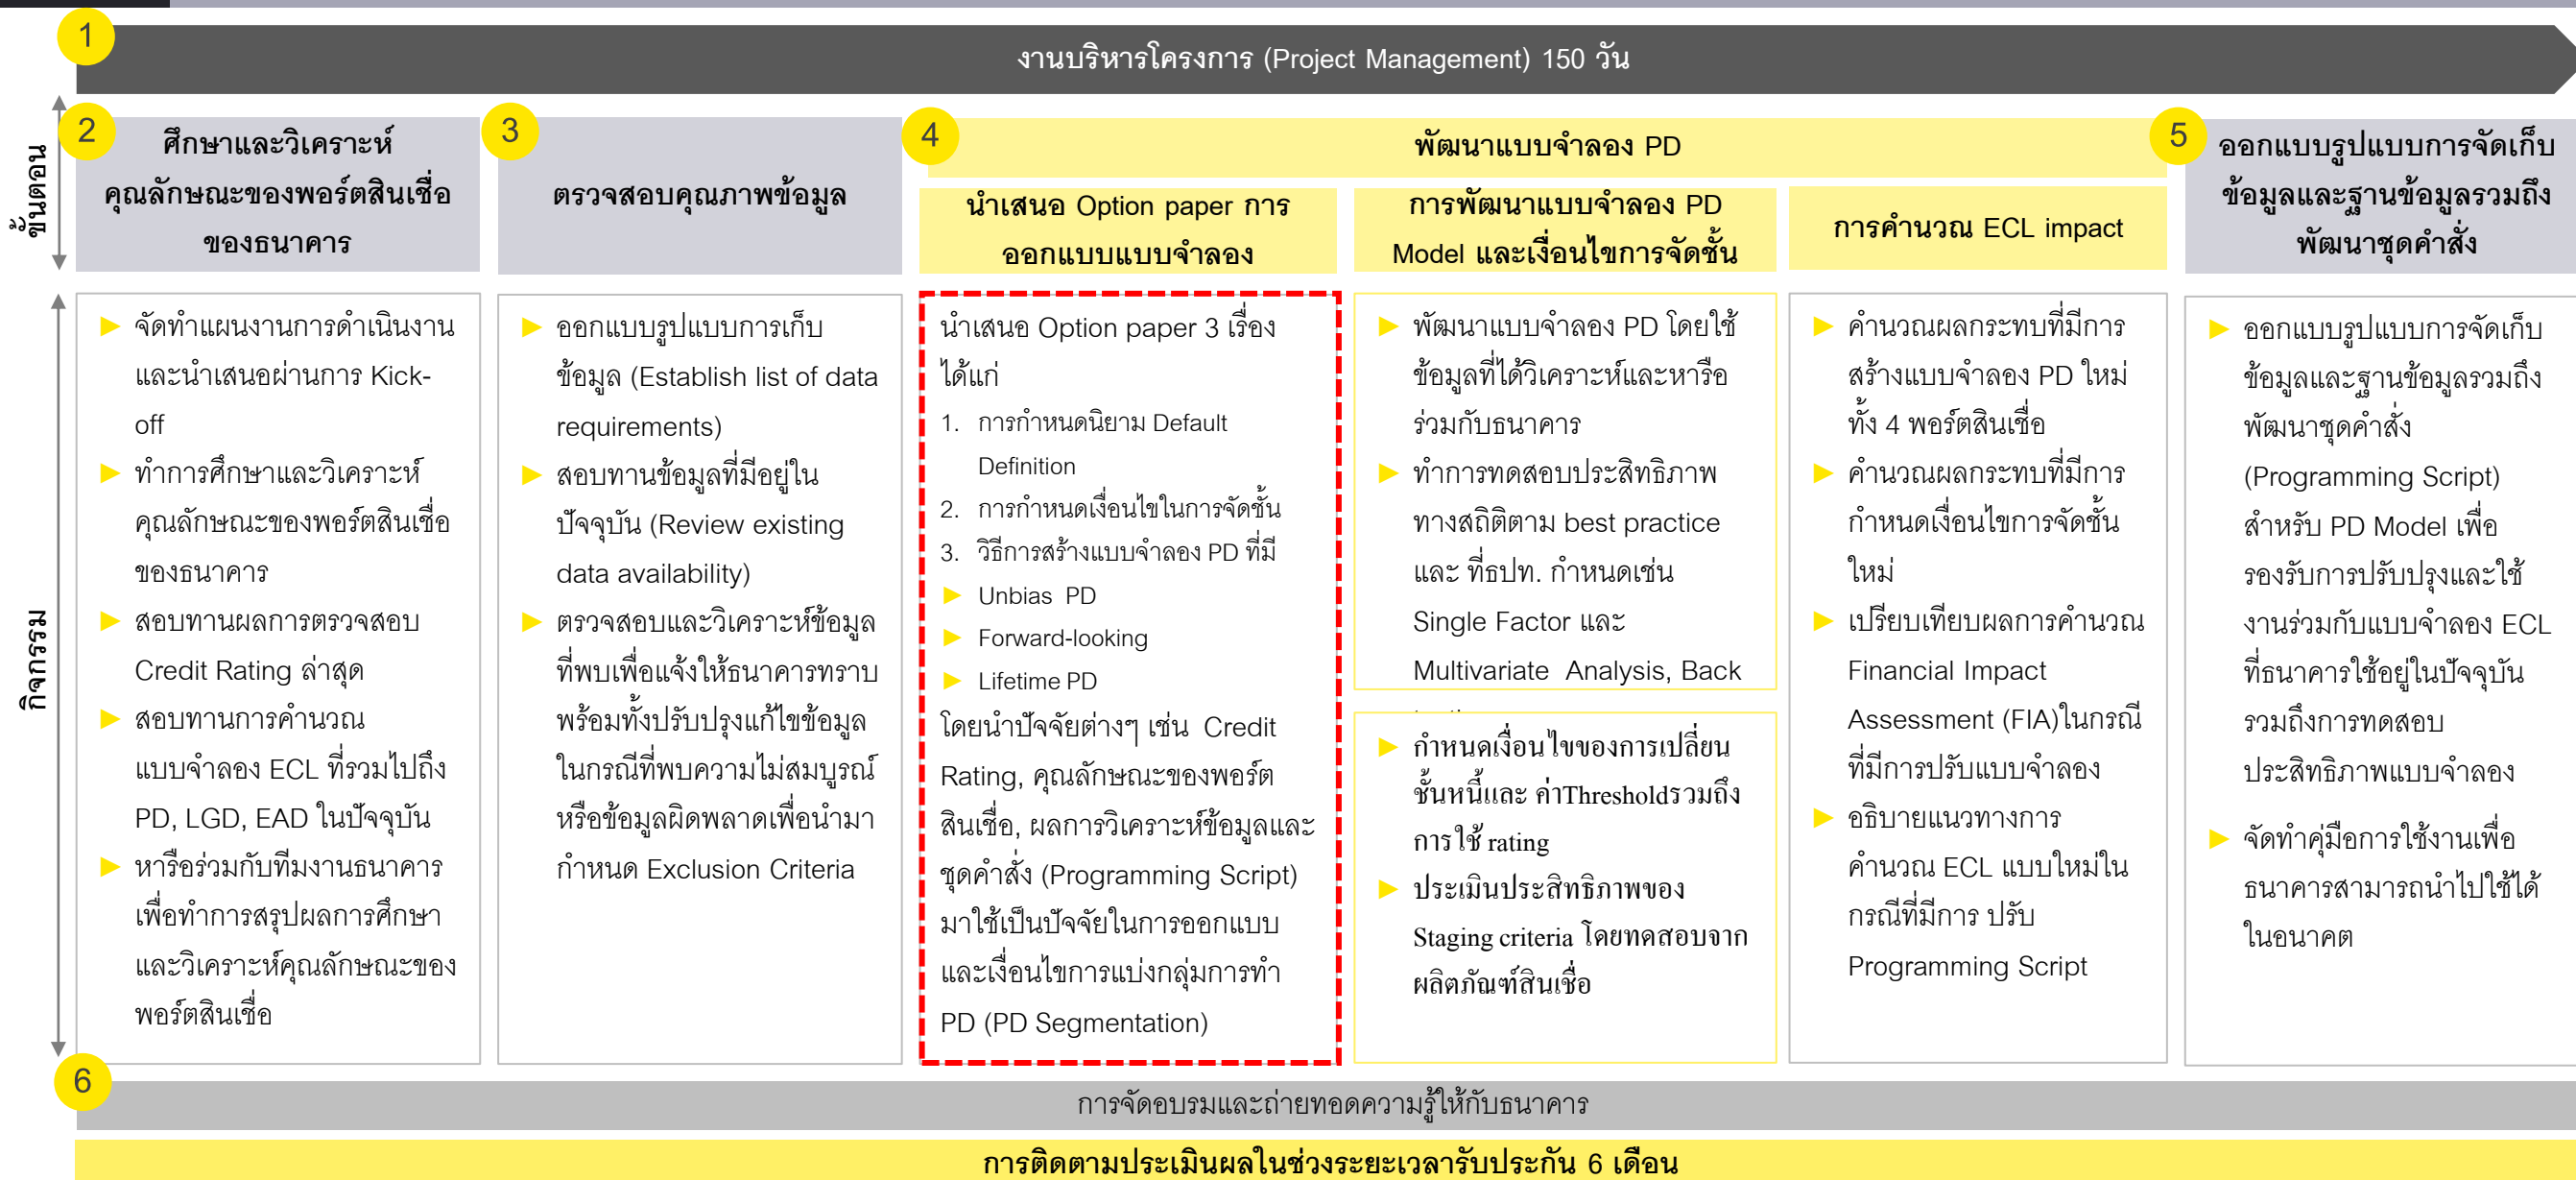 1
งานบริหารโครงการ (Project Management) 150 วัน
ขั้นตอน
2
ศึกษาและวิเคราะห์
คุณลักษณะของพอร์ตสินเชื่อ
ของธนาคาร
3
ตรวจสอบคุณภาพข้อมูล
4
พัฒนาแบบจำลอง PD
นำเสนอ Option paper การ
ออกแบบแบบจำลอง
การพัฒนาแบบจำลอง PD
Model และเงื่อนไขการจัดชั้น
การคำนวณ ECL impact
5
ออกแบบรูปแบบการจัดเก็บ
ข้อมูลและฐานข้อมูลรวมถึง
พัฒนาชุดคำสั่ง
กิจกรรม
จัดทำแผนงานการดำเนินงาน
และนำเสนอผ่านการ Kick-
off
ทำการศึกษาและวิเคราะห์
คุณลักษณะของพอร์ตสินเชื่อ
ของธนาคาร
สอบทานผลการตรวจสอบ
Credit Rating ล่าสุด
สอบทานการคำนวณ
แบบจำลอง ECL ที่รวมไปถึง
PD, LGD, EAD ในปัจจุบัน
หารือร่วมกับทีมงานธนาคาร
เพื่อทำการสรุปผลการศึกษา
และวิเคราะห์คุณลักษณะของ
พอร์ตสินเชื่อ
ออกแบบรูปแบบการเก็บ
ข้อมูล (Establish list of data
requirements)
สอบทานข้อมูลที่มีอยู่ใน
ปัจจุบัน (Review existing
data availability)
ตรวจสอบและวิเคราะห์ข้อมูล
ที่พบเพื่อแจ้งให้ธนาคารทราบ
พร้อมทั้งปรับปรุงแก้ไขข้อมูล
ในกรณีที่พบความไม่สมบูรณ์
หรือข้อมูลผิดพลาดเพื่อนำมา
กำหนด Exclusion Criteria
นำเสนอ Option paper 3 เรื่อง
ได้แก่
1. การกำหนดนิยาม Default
Definition
2. การกำหนดเงื่อนไขในการจัดชั้น
3. วิธีการสร้างแบบจำลอง PD ที่มี
Unbias PD
Forward-looking
Lifetime PD
โดยนำปัจจัยต่างๆ เช่น Credit
Rating, คุณลักษณะของพอร์ต
สินเชื่อ, ผลการวิเคราะห์ข้อมูลและ
ชุดคำสั่ง (Programming Script)
มาใช้เป็นปัจจัยในการออกแบบ
และเงื่อนไขการแบ่งกลุ่มการทำ
PD (PD Segmentation)
พัฒนาแบบจำลอง PD โดยใช้
ข้อมูลที่ได้วิเคราะห์และหารือ
ร่วมกับธนาคาร
ทำการทดสอบประสิทธิภาพ
ทางสถิติตาม best practice
และ ที่ธปท. กำหนดเช่น
Single Factor และ
Multivariate Analysis, Back
กำหนดเงื่อนไขของการเปลี่ยน
ชั้นหนี้และ ค่าThresholdรวมถึง
การใช้ rating
ประเมินประสิทธิภาพของ
Staging criteria โดยทดสอบจาก
ผลิตภัณฑ์สินเชื่อ
คำนวณผลกระทบที่มีการ
สร้างแบบจำลอง PD ใหม่
ทั้ง 4 พอร์ตสินเชื่อ
คำนวณผลกระทบที่มีการ
กำหนดเงื่อนไขการจัดชั้น
ใหม่
เปรียบเทียบผลการคำนวณ
Financial Impact
Assessment (FIA)ในกรณี
ที่มีการปรับแบบจำลอง
อธิบายแนวทางการ
คำนวณ ECL แบบใหม่ใน
กรณีที่มีการ ปรับ
Programming Script
ออกแบบรูปแบบการจัดเก็บ
ข้อมูลและฐานข้อมูลรวมถึง
พัฒนาชุดคำสั่ง
(Programming Script)
สำหรับ PD Model เพื่อ
รองรับการปรับปรุงและใช้
งานร่วมกับแบบจำลอง ECL
ที่ธนาคารใช้อยู่ในปัจจุบัน
รวมถึงการทดสอบ
ประสิทธิภาพแบบจำลอง
จัดทำคู่มือการใช้งานเพื่อ
ธนาคารสามารถนำไปใช้ได้
ในอนาคต
6
การจัดอบรมและถ่ายทอดความรู้ให้กับธนาคาร
การติดตามประเมินผลในช่วงระยะเวลารับประกัน 6 เดือน